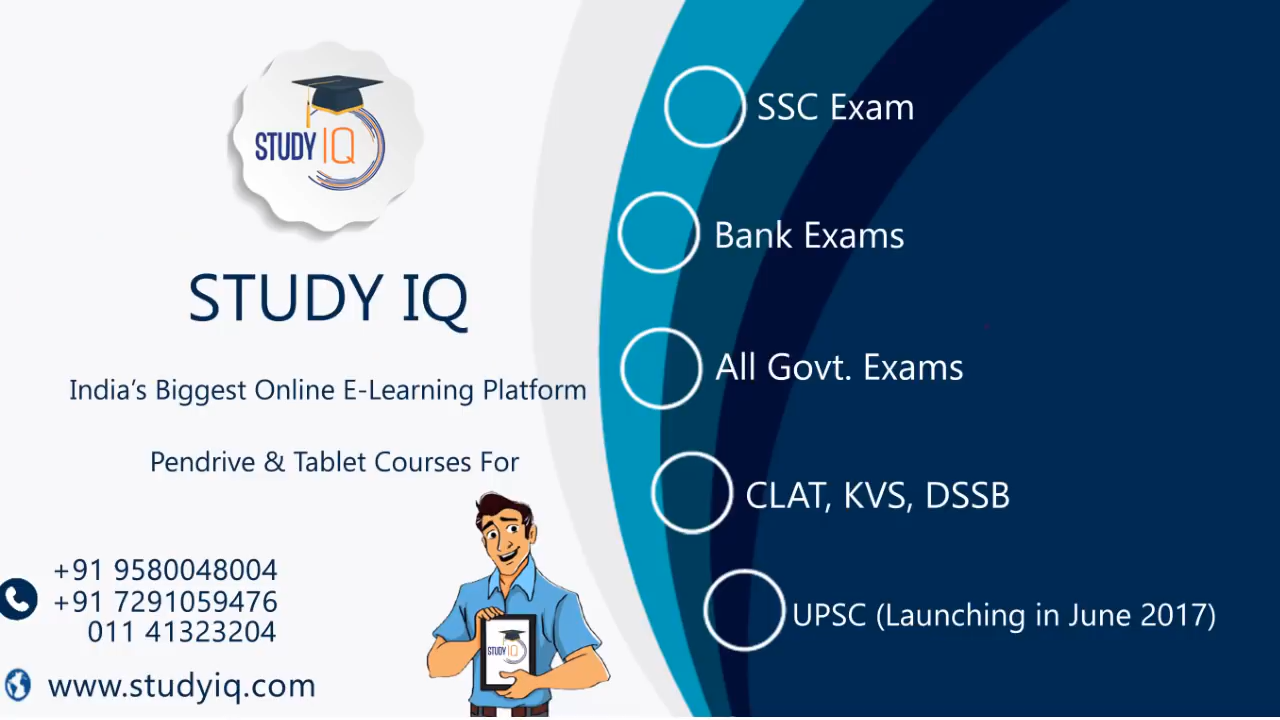 STUDY IQ
STUDY IQ
India’s Biggest Online E-Learning Platform
Pendrive & Tablet Courses For
+91 9580048004
+91 7291059476
011 41323204
www.studyiq.com
STUDY IQ
SSC Exam
Bank Exams
All Govt. Exams
CLAT, KVS, DSSB
UPSC (Launching in June 2017)